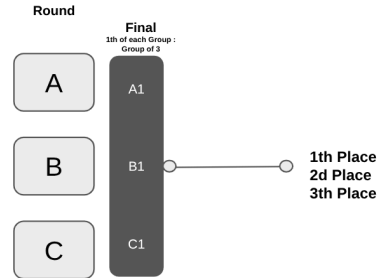 Round
Final
1th of each Group :
Group of 3
A
A1
B
B1
C
C1
1th Place
2d Place
3th Place